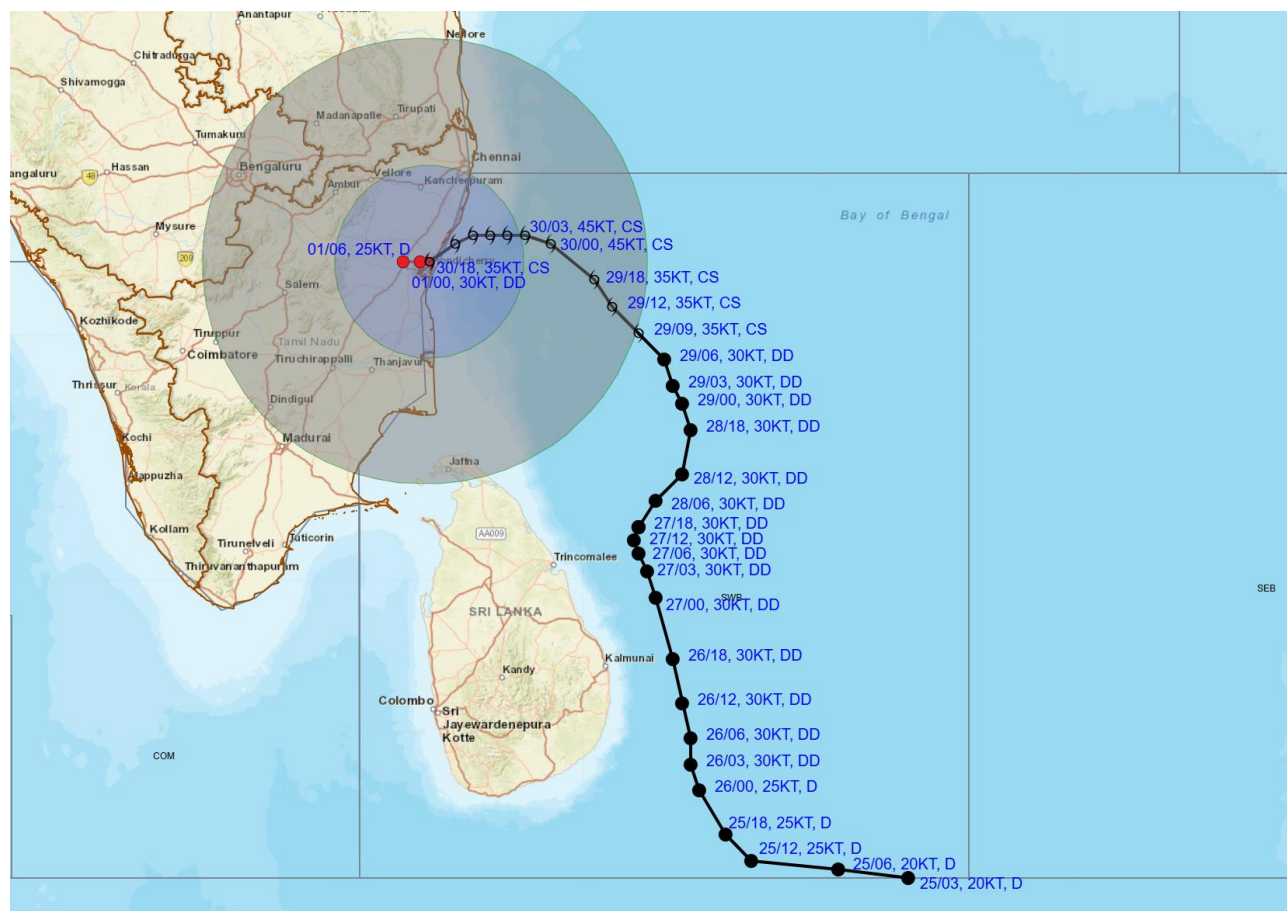 Anantapur
Nellore
Chitradurga
Shivamogga
Tirupati
Madanapalle
Tumakuru
Chennai
Hassan
Bengaluru
angaluru
48
Vellore
Kancheepuram
Ambur
Bay of Bengal
Mysure
30/03, 45KT, CS
30/00, 45KT, CS
01/06, 25KT, D
209
30/18, 35KT, CS
29/18, 35KT, CS
01/00, 30KT, DD
Salem
29/12, 35KT, CS
Kozhikode
Tiruppur
29/09, 35KT, CS
Tamil Nadu
Coimbatore
Tiruchirappalli
Thanjavur
29/06, 30KT, DD
Thrissur
Kerala
29/03, 30KT, DD
Dindigul
29/00, 30KT, DD
28/18, 30KT, DD
Kochi
Madurai
Jaffna
Alappuzha
28/12, 30KT, DD
28/06, 30KT, DD
Kollam
AA009
27/18, 30KT, DD
Tirunelveli
Tuticorin
27/12, 30KT, DD
Trincomalee
27/06, 30KT, DD
Thiruvananthapuram
27/03, 30KT, DD
SEB
SWB
27/00, 30KT, DD
SRI LANKA
Kalmunai
26/18, 30KT, DD
Kandy
Colombo
Sri
Jayewardenepura
Kotte
26/12, 30KT, DD
26/06, 30KT, DD
COM
26/03, 30KT, DD
26/00, 25KT, D
25/18, 25KT, D
25/12, 25KT, D
25/06, 20KT, D
25/03, 20KT, D